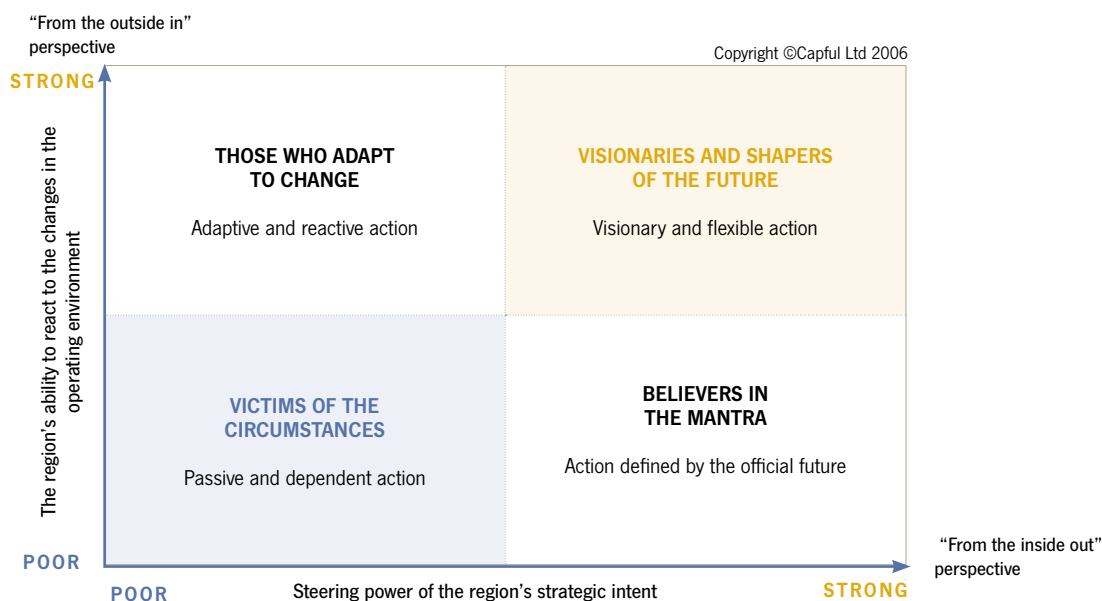 “From the outside in”
perspective
Copyright ©Capful Ltd 2006
STRONG
The region’s ability to react to the changes in the
operating environment
THOSE WHO ADAPT
TO CHANGE
Adaptive and reactive action
VISIONARIES AND SHAPERS
OF THE FUTURE
Visionary and flexible action
VICTIMS OF THE
CIRCUMSTANCES
Passive and dependent action
BELIEVERS IN
THE MANTRA
Action defined by the official future
POOR
“From the inside out”
perspective
POOR
Steering power of the region’s strategic intent
STRONG